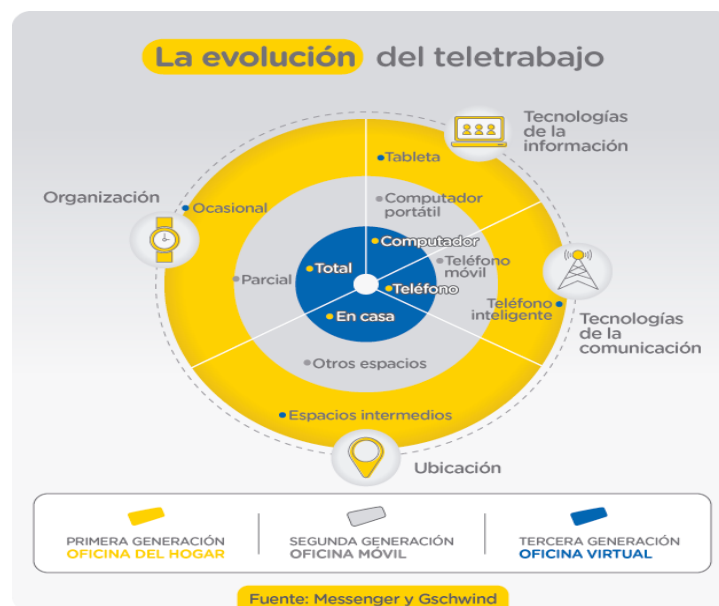 La evolución del teletrabajo
Tecnologías
de la
información
Tableta
Organización
Ocasional
Computador
portátil
Computador
Total
Teléfono
móvil
Parcial
Teléfono
Teléfono
inteligente
En casa
Tecnologías
de la
comunicación
Otros espacios
Espacios intermedios
Ubicación
PRIMERA GENERACIÓN
OFICINA DEL HOGAR
SEGUNDA GENERACIÓN
OFICINA MÓVIL
TERCERA GENERACIÓN
OFICINA VIRTUAL
Fuente: Messenger y Gschwind